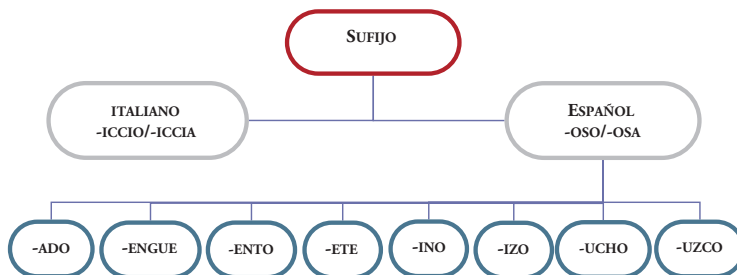 SUFIJO
ITALIANO
-ICCIO/-ICCIA
ESPAÑOL
-OSO/-OSA
-ADO
-ENGUE
-ENTO
-ETE
-INO
-IZO
-UCHO
-UZCO